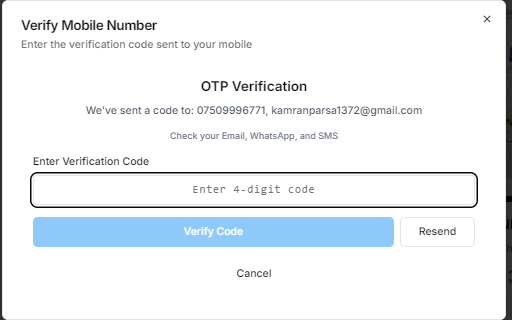 Verify Mobile Number
×
Enter the verification code sent to your mobile
OTP Verification
We've sent a code to: 07509996771, kamranparsa1372@gmail.com
Check your Email, WhatsApp, and SMS
Enter Verification Code
Enter 4-digit code
Verify Code Resend
Cancel